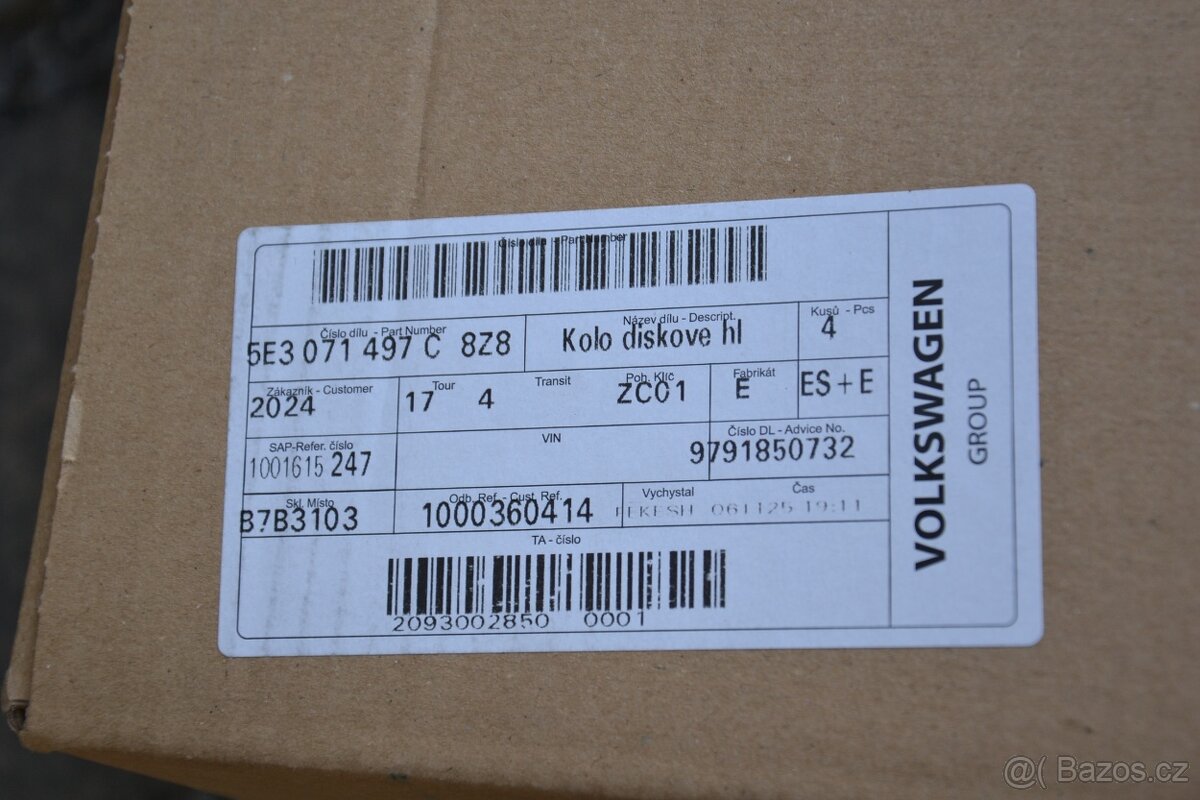 Číslo dílu - Part Number
Číslo dílu - Part Number
5E3 071 497 C 8Z8
Název dílu - Descript.
Kolo diskove hl
Kusů - Pcs
4
Zákazník - Customer
2024
Tour
17 4
Transit
Poh. Klíč
ZC01
Fabrikát
E
ES + E
SAP-Refer. číslo
1001615 247
VIN
Číslo DL - Advice No.
9791850732
Skl. Místo
B7B3103
Odb. Ref. - Cust. Ref.
1000360414
Vychystal
Čas
061125 19:11
TA - číslo
2093002850 0001
VOLKSWAGEN
GROUP
@( Bazos.cz